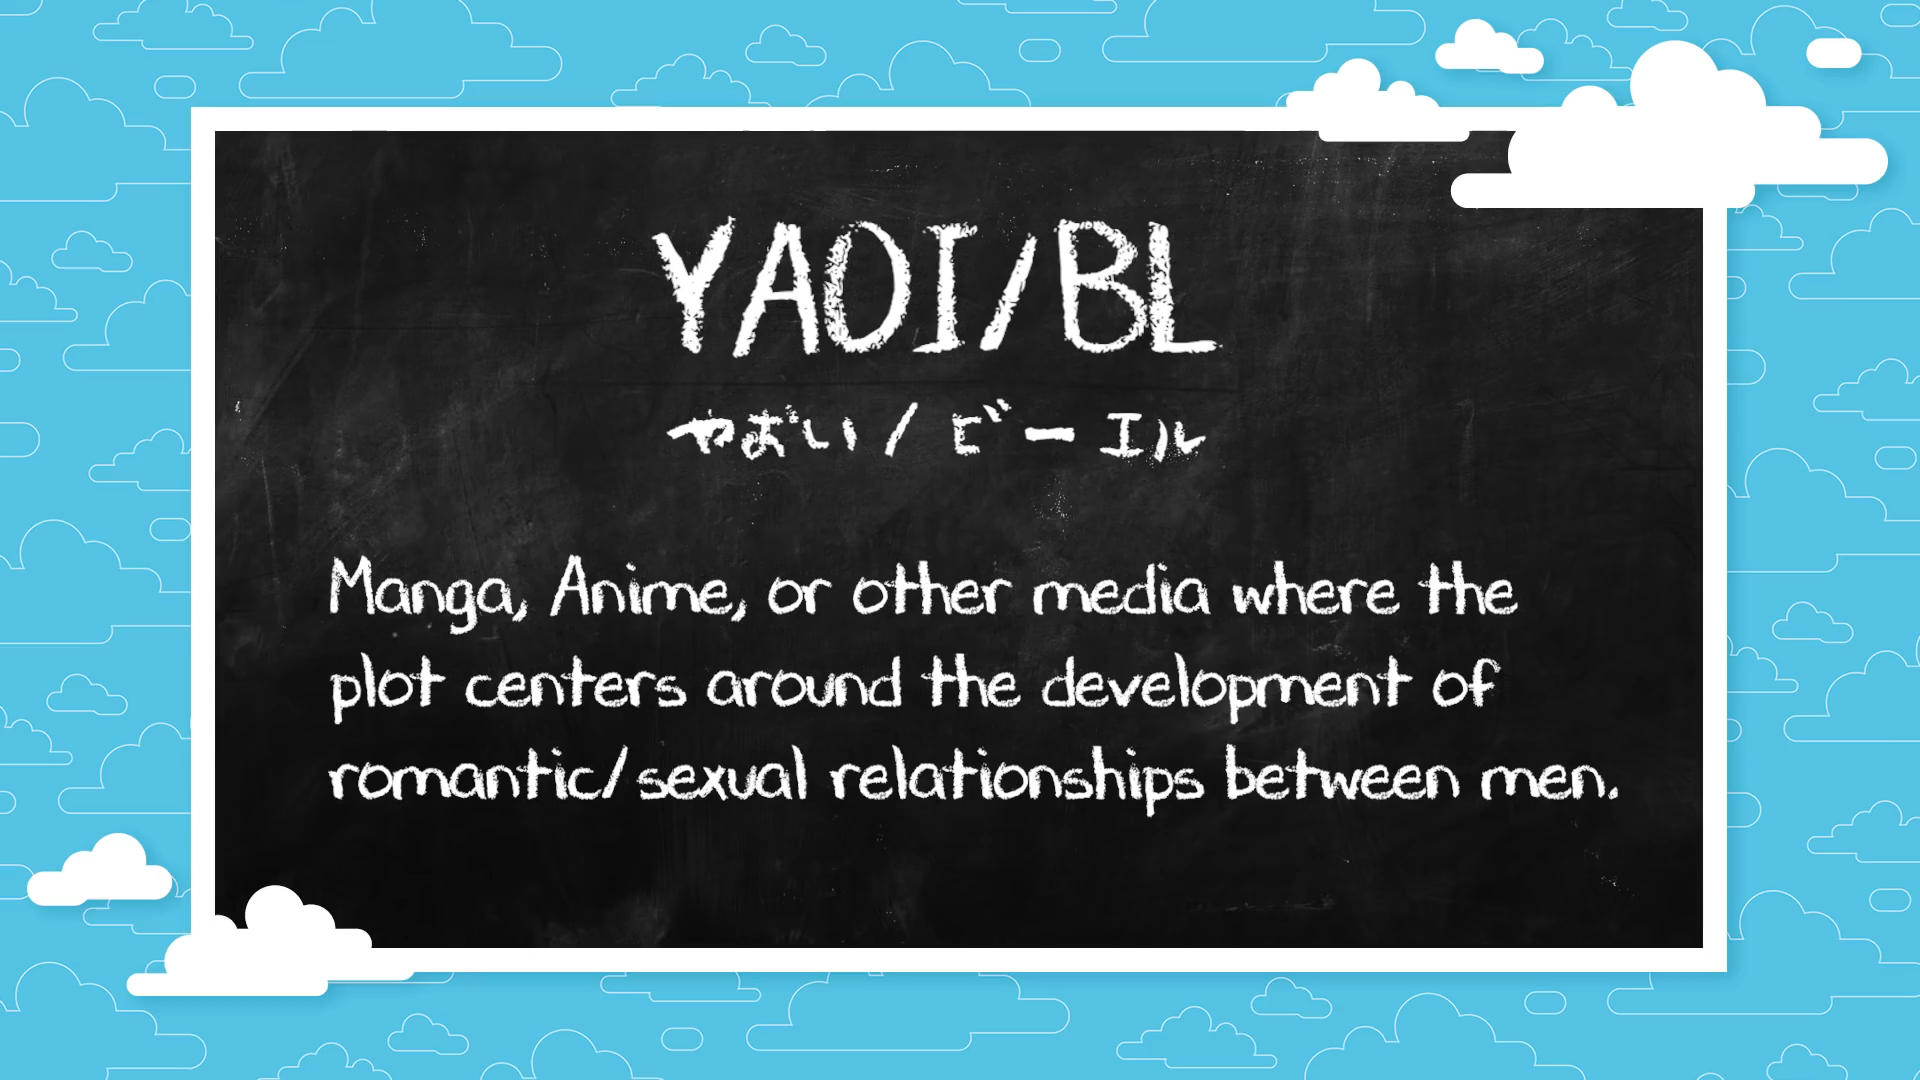 YAOI/BL
やおい/ビーエル
Manga, Anime, or other media where the
plot centers around the development of
romantic/sexual relationships between men.